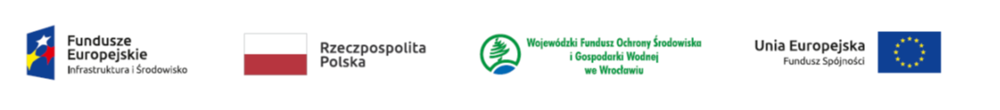 Fundusze
Europejskie
Infrastruktura i Środowisko
Rzeczpospolita
Polska
Wojewódzki Fundusz Ochrony Środowiska
i Gospodarki Wodnej
we Wrocławiu
Unia Europejska
Fundusz Spójności